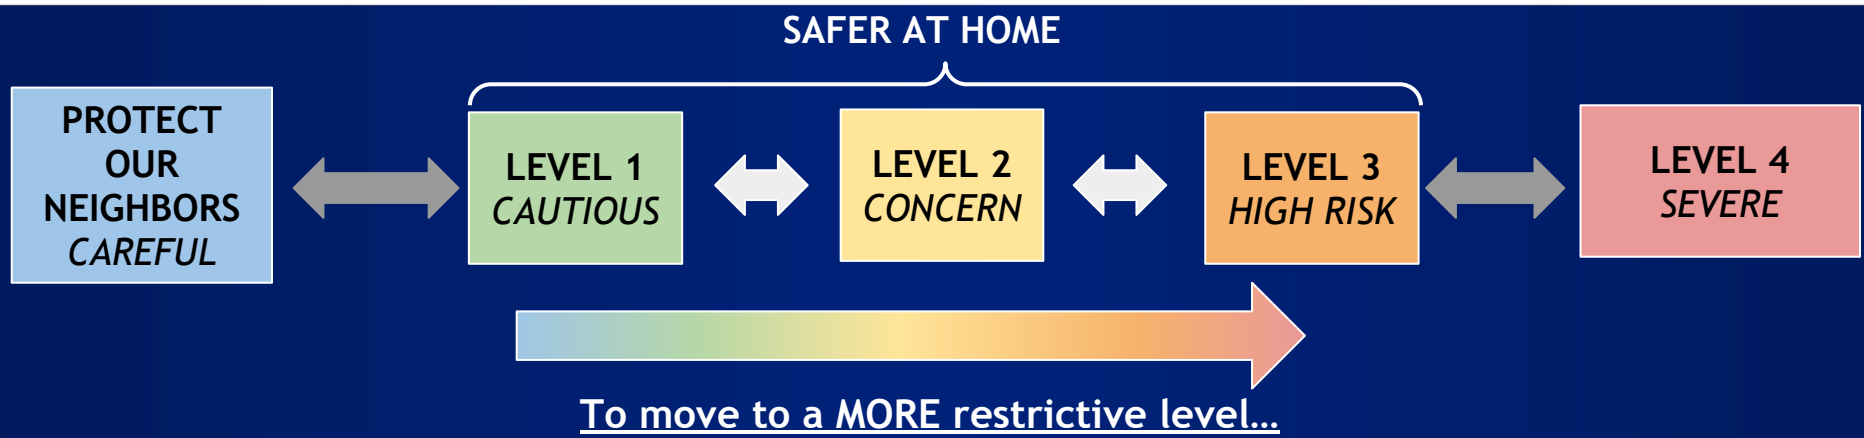 SAFER AT HOME
PROTECT
OUR
NEIGHBORS
CAREFUL
LEVEL 1
CAUTIOUS
LEVEL 2
CONCERN
LEVEL 3
HIGH RISK
LEVEL 4
SEVERE
To move to a MORE restrictive level…